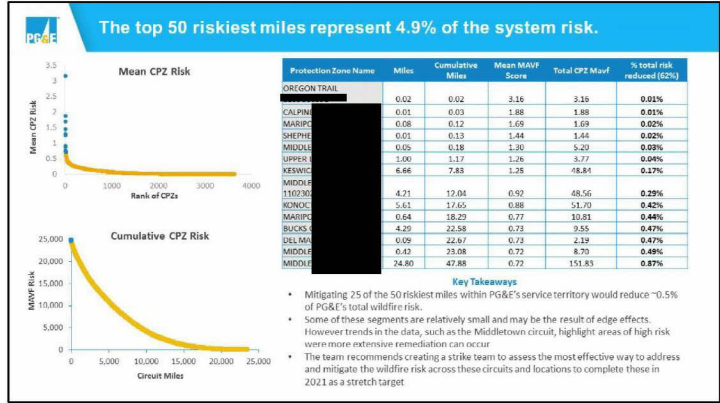 PG&E
The top 50 riskiest miles represent 4.9% of the system risk.
Mean CPZ Risk
Mean CPZ Risk
3.5
3
2.5
2
1.5
1
0.5
0
0 1000 2000 3000 4000
Rank of CPZs
Cumulative CPZ Risk
MAVF Risk
25,000
20,000
15,000
10,000
5,000
0
0 5,000 10,000 15,000 20,000 25,000
Circuit Miles
Protection Zone Name Miles Cumulative Miles Mean MAVF Score Total CPZ Mavf % total risk reduced (62%)
OREGON TRAIL 0.02 0.02 3.16 3.16 0.01%
CALPINE 0.01 0.03 1.88 1.88 0.01%
MARIPO 0.08 0.12 1.69 1.69 0.02%
SHEPHE 0.01 0.13 1.44 1.44 0.02%
MIDDLE 0.05 0.18 1.30 5.20 0.03%
UPPER 1.00 1.17 1.26 3.77 0.04%
KESWIC 6.66 7.83 1.25 48.84 0.17%
MIDDLE
110230 4.21 12.04 0.92 48.56 0.29%
KONOCT 5.61 17.65 0.88 51.70 0.42%
MARIPO 0.64 18.29 0.77 10.81 0.44%
BUCKS 4.29 22.58 0.73 9.55 0.47%
DEL MA 0.09 22.67 0.73 2.19 0.47%
MIDDLE 0.42 23.08 0.72 8.70 0.49%
MIDDLE 24.80 47.88 0.72 151.83 0.87%
Key Takeaways
• Mitigating 25 of the 50 riskiest miles within PG&E's service territory would reduce ~0.5%
of PG&E's total wildfire risk.
• Some of these segments are relatively small and may be the result of edge effects.
However trends in the data, such as the Middletown circuit, highlight areas of high risk
were more extensive remediation can occur
• The team recommends creating a strike team to assess the most effective way to address
and mitigate the wildfire risk across these circuits and locations to complete these in
2021 as a stretch target